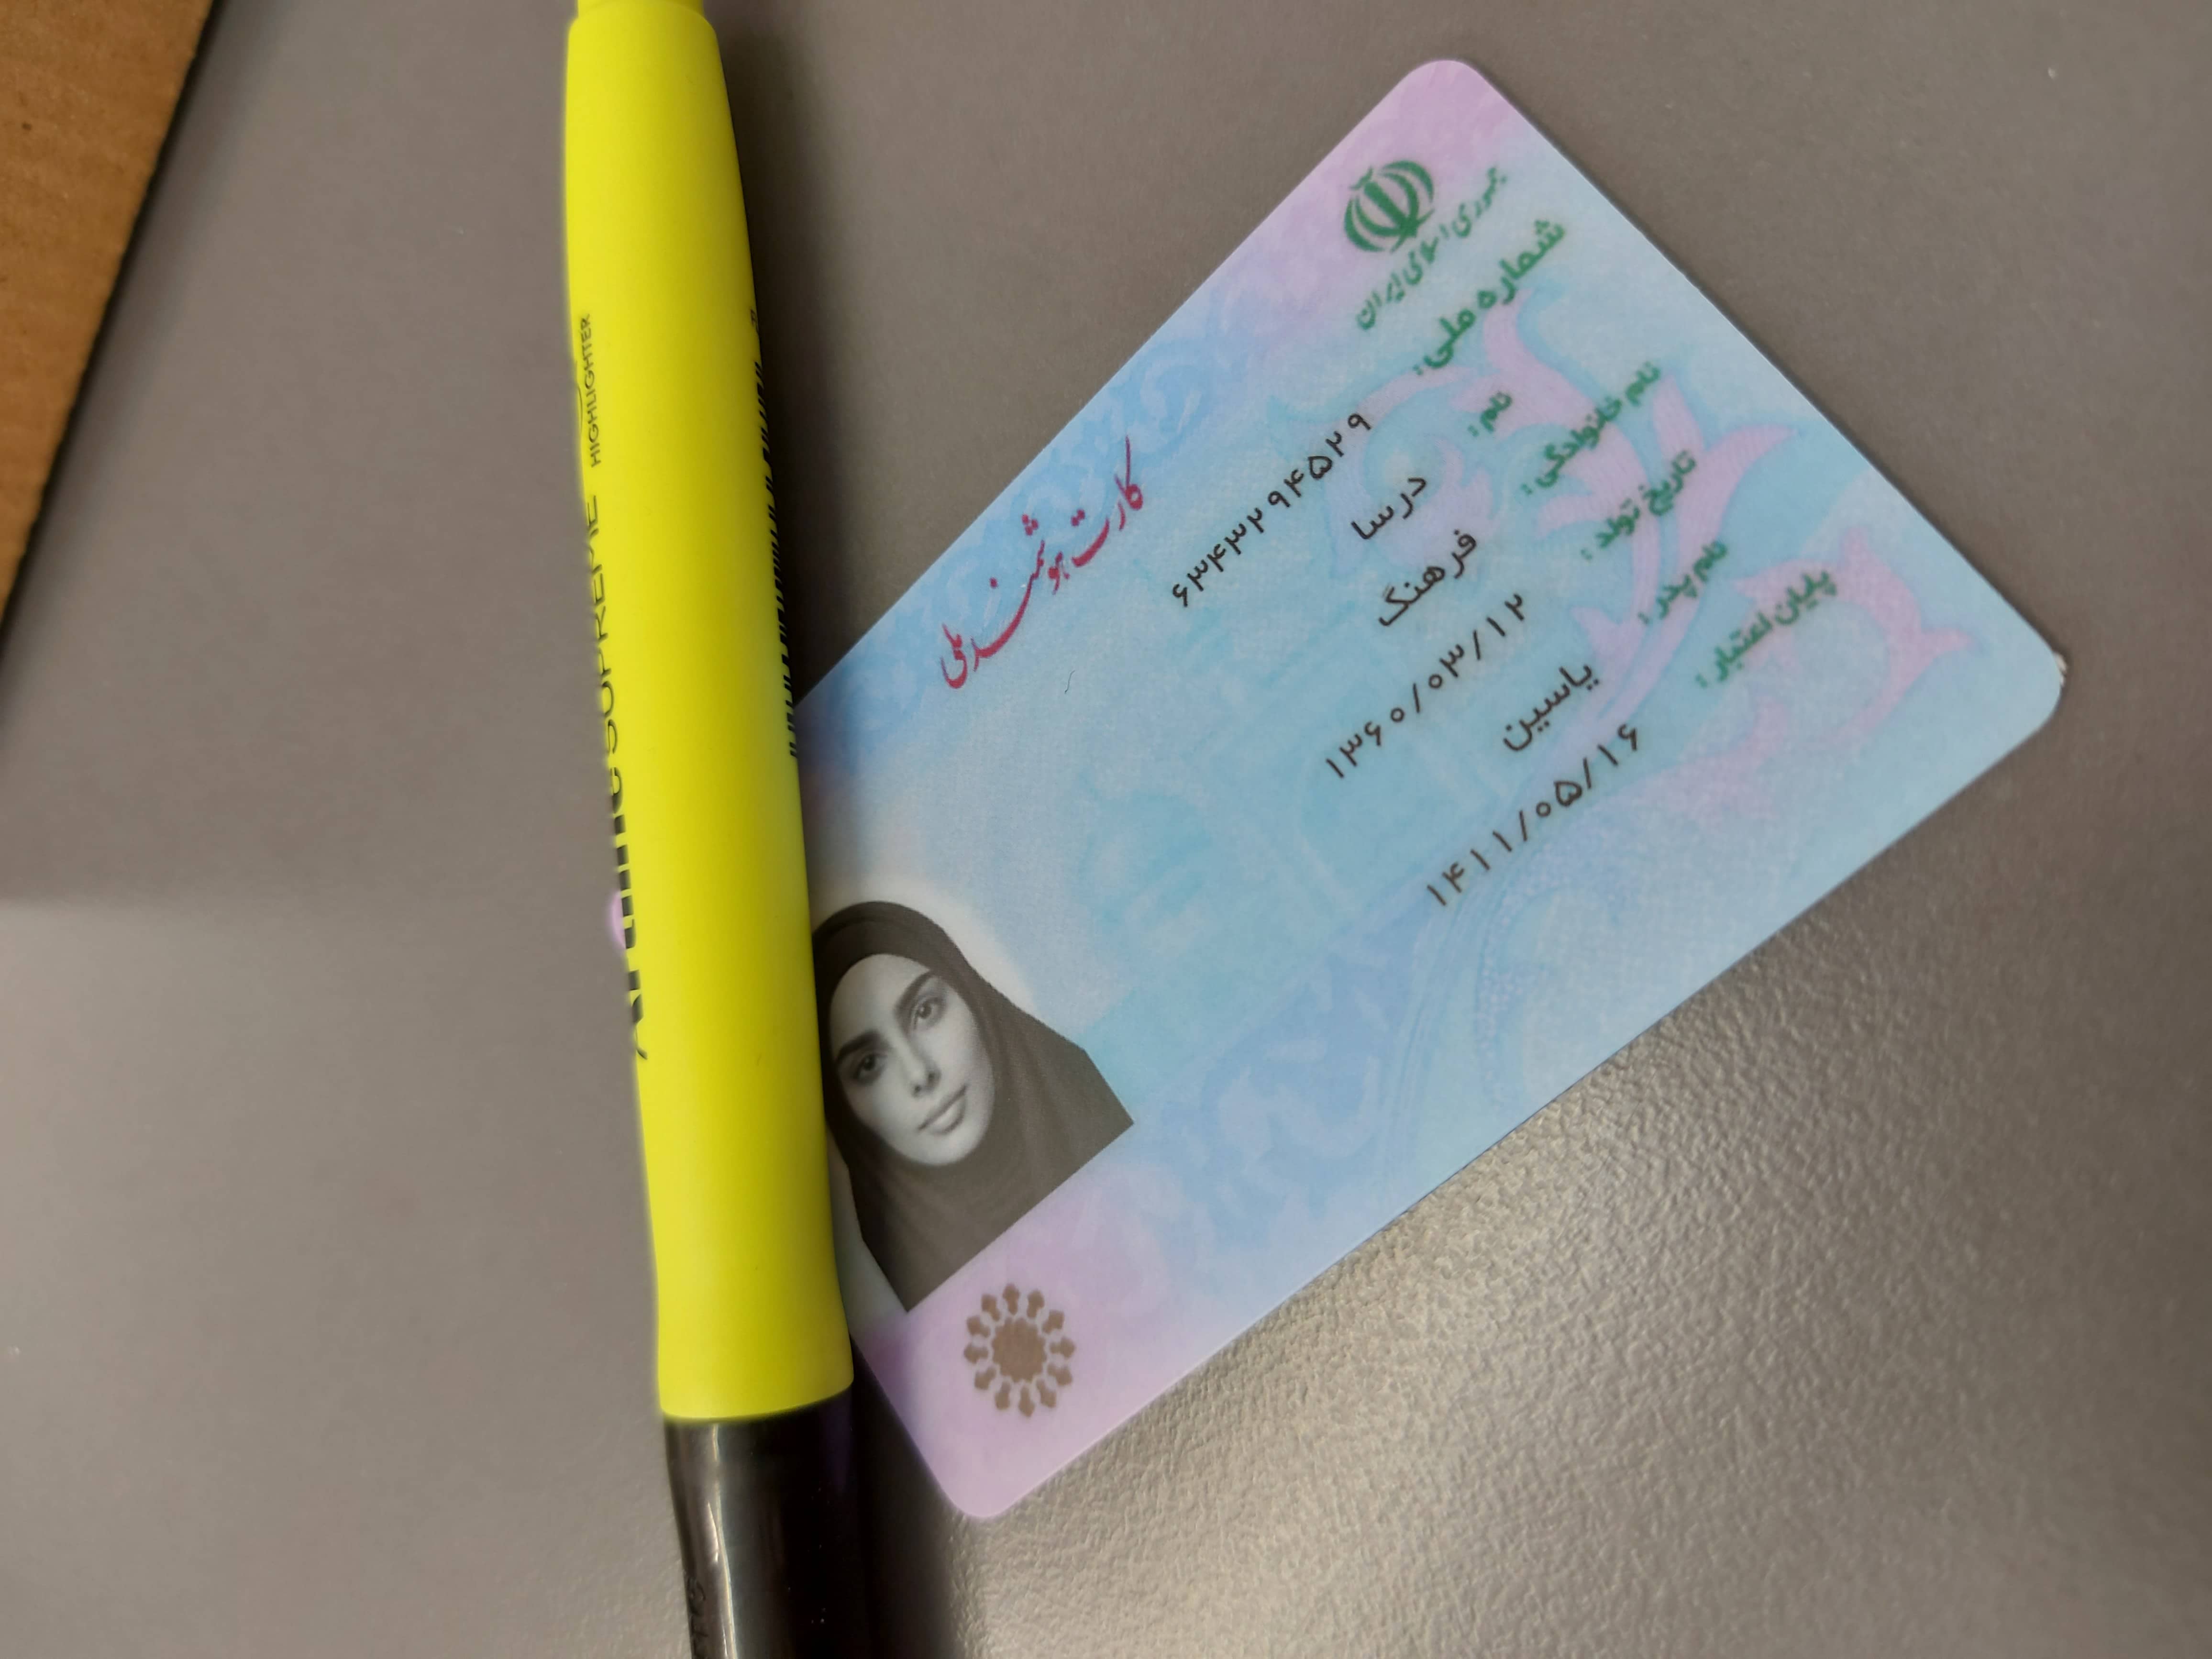 جمهوری اسلامی ایران
کارت هوشمند ملی
شماره ملی: ۶۳۴۳۲۹۴۵۲۹
نام: درسا
نام خانوادگی: فرهنگ
تاریخ تولد: ۱۳۶۰/۰۳/۱۲
نام پدر: یاسین
پایان اعتبار: ۱۴۱۱/۰۵/۱۶
SUPREME
HIGHLIGHTER